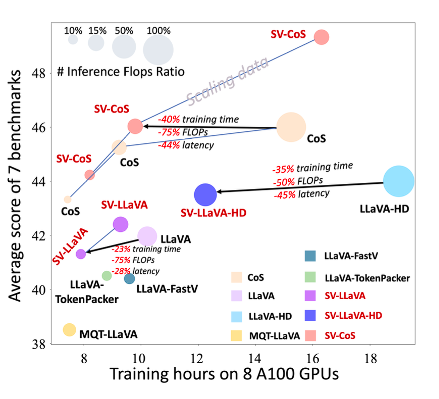 10% 30% 50% 100%
# Inference Flops Ratio
SV-CoS
Scaling data
SV-CoS
-40% training time
-75% FLOPs
-44% latency
CoS
CoS
SV-CoS
CoS
-35% training time
-50% FLOPs
-45% latency
SV-LLaVA-HD
LLaVA-HD
SV-LLaVA
SV-LLaVA
LLaVA
-23% training time
-75% FLOPs
-28% latency
LLaVA-
TokenPacker
LLaVA-FastV
MQT-LLaVA
CoS
LLaVA
LLaVA-HD
MQT-LLaVA
LLaVA-FastV
LLaVA-TokenPacker
SV-LLaVA
SV-LLaVA-HD
SV-CoS
48
46
44
42
40
38
Average score of 7 benchmarks
8 10 12 14 16 18
Training hours on 8 A100 GPUs